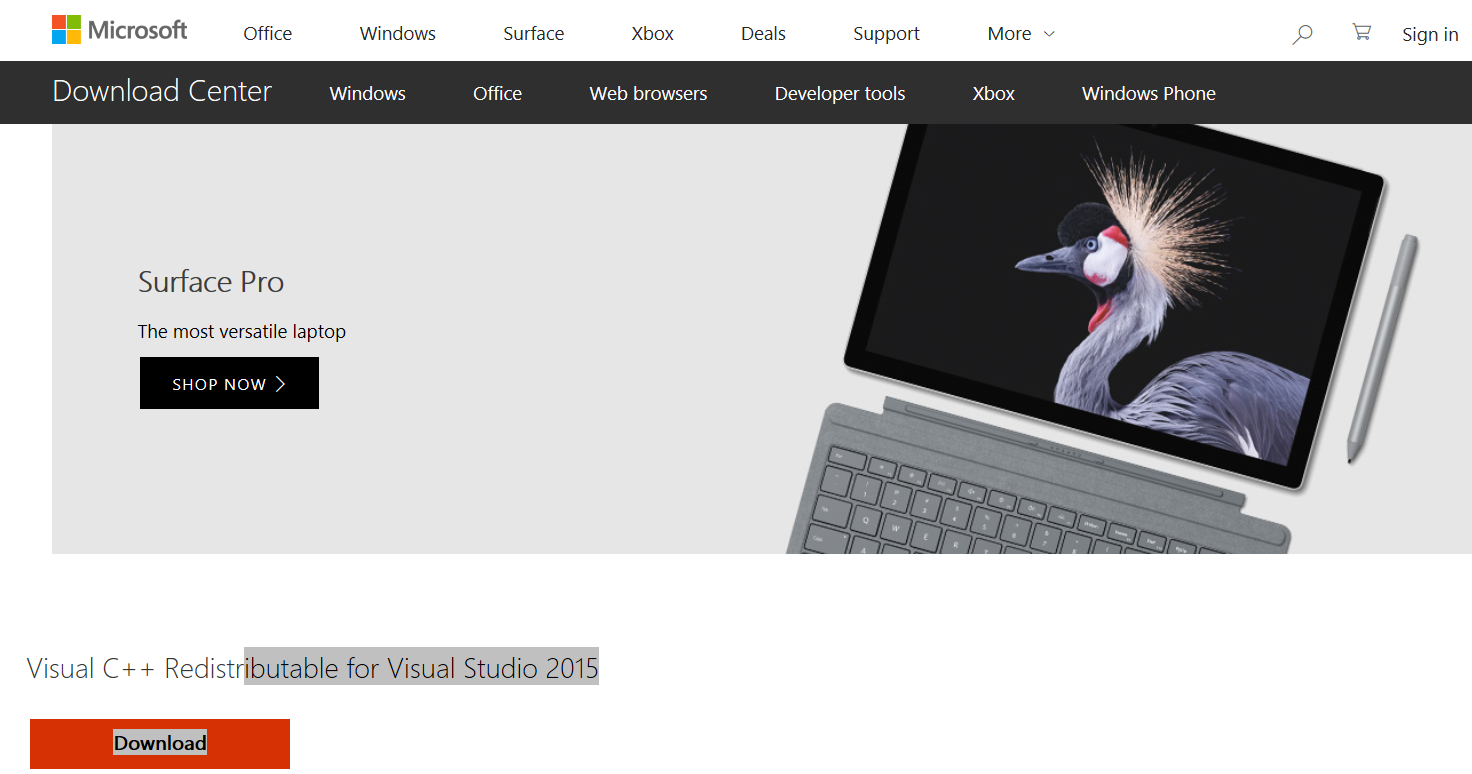 Microsoft Office Windows Surface Xbox Deals Support More Sign in
Download Center Windows Office Web browsers Developer tools Xbox Windows Phone
Surface Pro
The most versatile laptop
SHOP NOW
Visual C++ Redistributable for Visual Studio 2015
Download